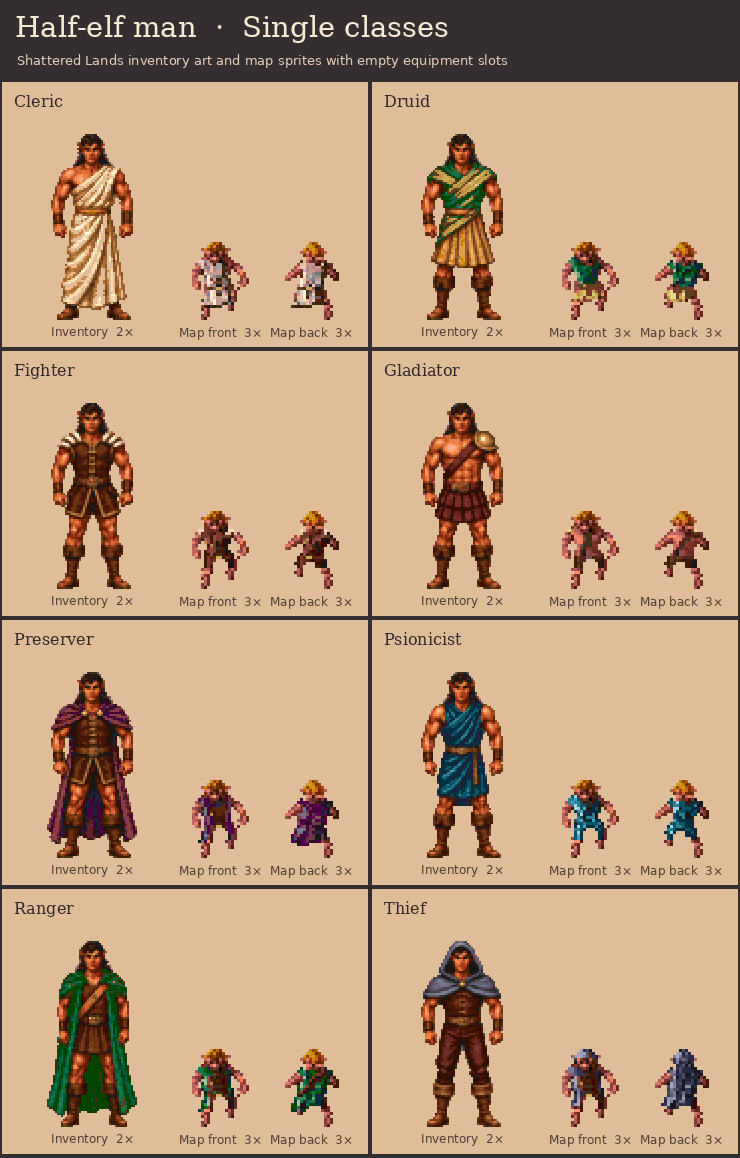 Half-elf man · Single classes
Shattered Lands inventory art and map sprites with empty equipment slots
Cleric
Inventory 2×
Map front 3×
Map back 3×
Druid
Inventory 2×
Map front 3×
Map back 3×
Fighter
Inventory 2×
Map front 3×
Map back 3×
Gladiator
Inventory 2×
Map front 3×
Map back 3×
Preserver
Inventory 2×
Map front 3×
Map back 3×
Psionicist
Inventory 2×
Map front 3×
Map back 3×
Ranger
Inventory 2×
Map front 3×
Map back 3×
Thief
Inventory 2×
Map front 3×
Map back 3×